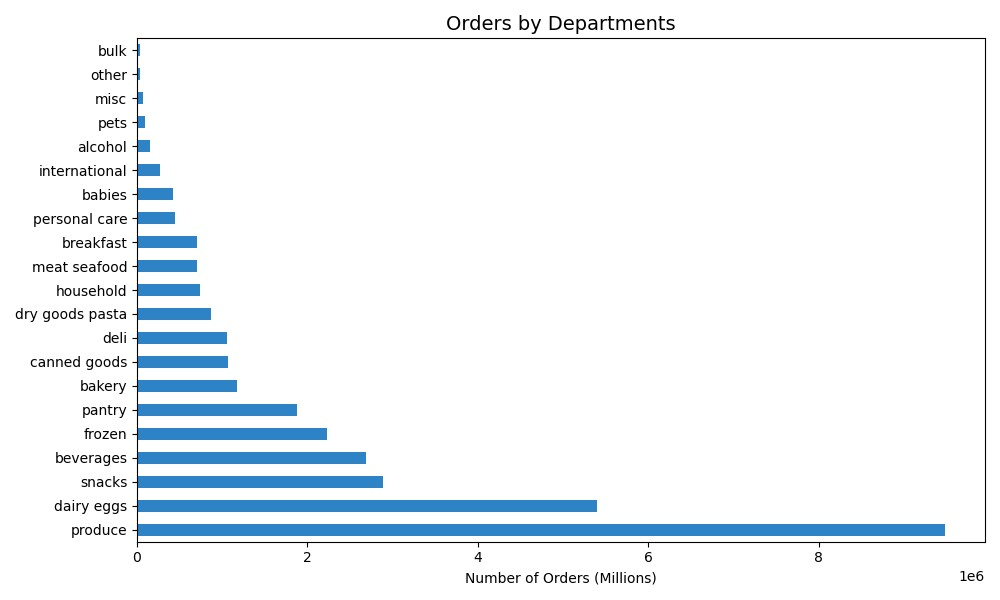 Orders by Departments
bulk
other
misc
pets
alcohol
international
babies
personal care
breakfast
meat seafood
household
dry goods pasta
deli
canned goods
bakery
pantry
frozen
beverages
snacks
dairy eggs
produce
0 2 4 6 8
1e6
Number of Orders (Millions)